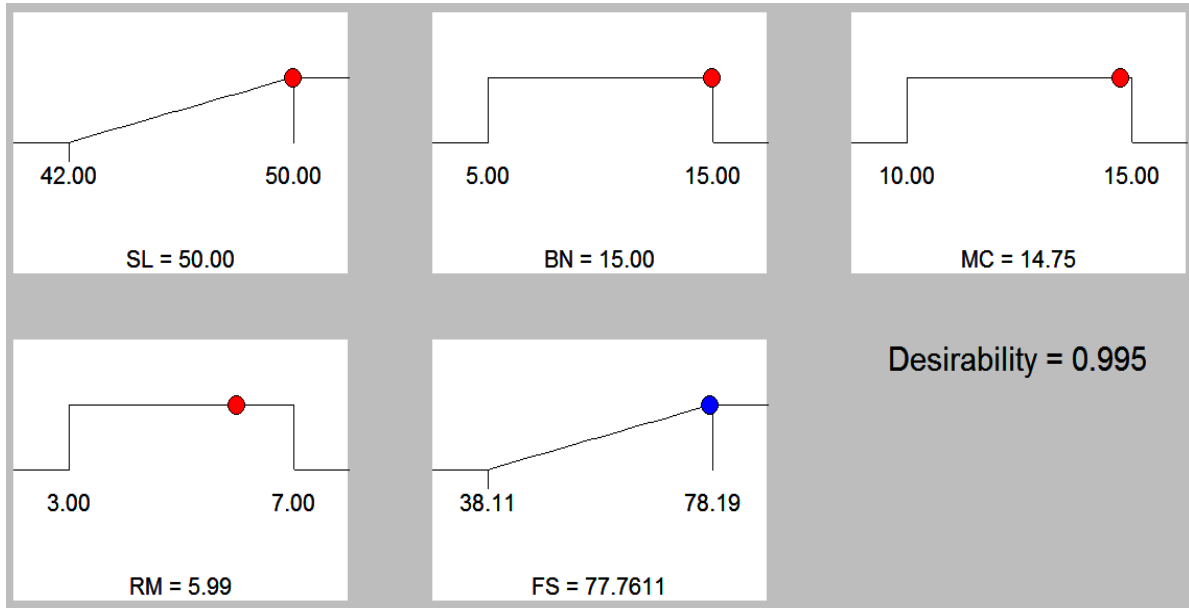 42.00 50.00
SL = 50.00
5.00 15.00
BN = 15.00
10.00 15.00
MC = 14.75
3.00 7.00
RM = 5.99
38.11 78.19
FS = 77.7611
Desirability = 0.995